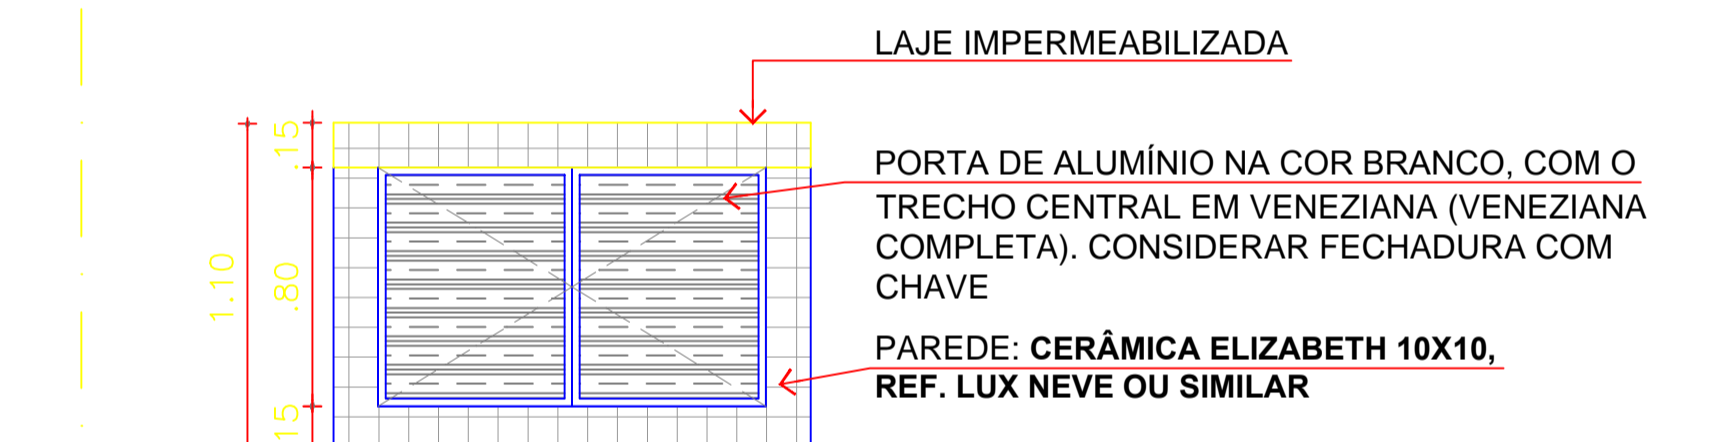 LAJE IMPERMEABILIZADA
.15
PORTA DE ALUMÍNIO NA COR BRANCO, COM O
TRECHO CENTRAL EM VENEZIANA (VENEZIANA
COMPLETA). CONSIDERAR FECHADURA COM
CHAVE
1.10
.80
PAREDE: CERÂMICA ELIZABETH 10X10,
REF. LUX NEVE OU SIMILAR
15